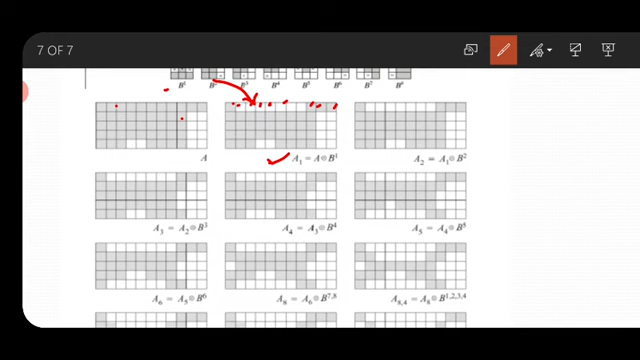 7 OF 7
B¹ B² B³ B⁴ B⁵ B⁶ B⁷ B⁸
A A₁ = A ⊗ B¹ A₂ = A₁ ⊗ B²
A₃ = A₂ ⊗ B³ A₄ = A₃ ⊗ B⁴ A₅ = A₄ ⊗ B⁵
A₆ = A₅ ⊗ B⁶ A₈ = A₆ ⊗ B⁷,⁸ A₈,₄ = A₈ ⊗ B¹,²,³,⁴